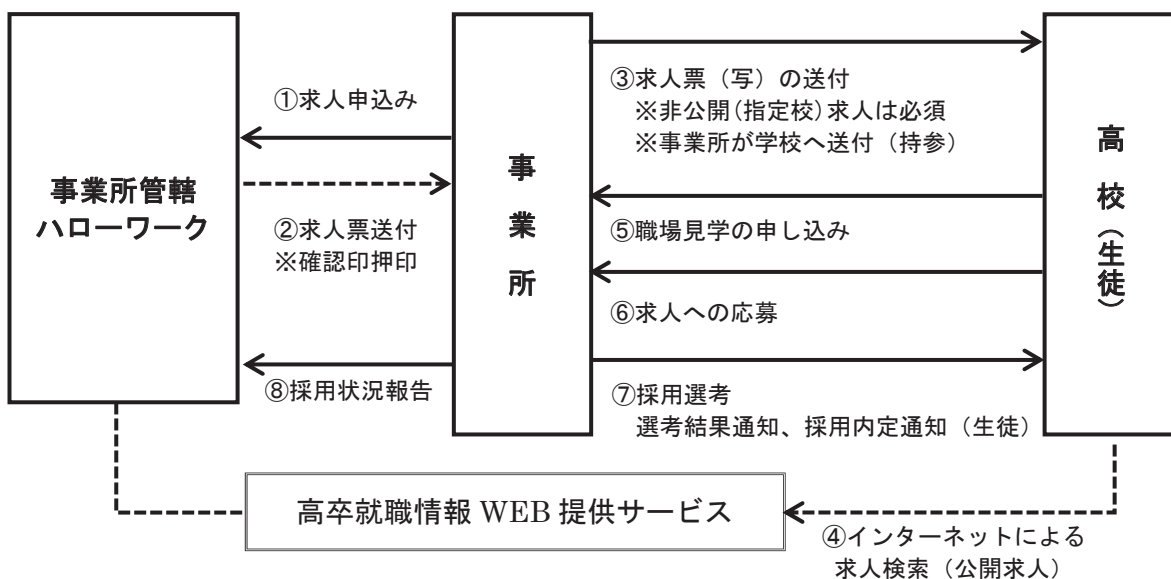 事業所管轄
ハローワーク
①求人申込み
②求人票送付
※確認印押印
⑧採用状況報告
事業所
③求人票（写）の送付
※非公開(指定校)求人は必須
※事業所が学校へ送付（持参）
⑤職場見学の申し込み
⑥求人への応募
⑦採用選考
選考結果通知、採用内定通知（生徒）
高校（生徒）
高卒就職情報 WEB 提供サービス
④インターネットによる
求人検索（公開求人）